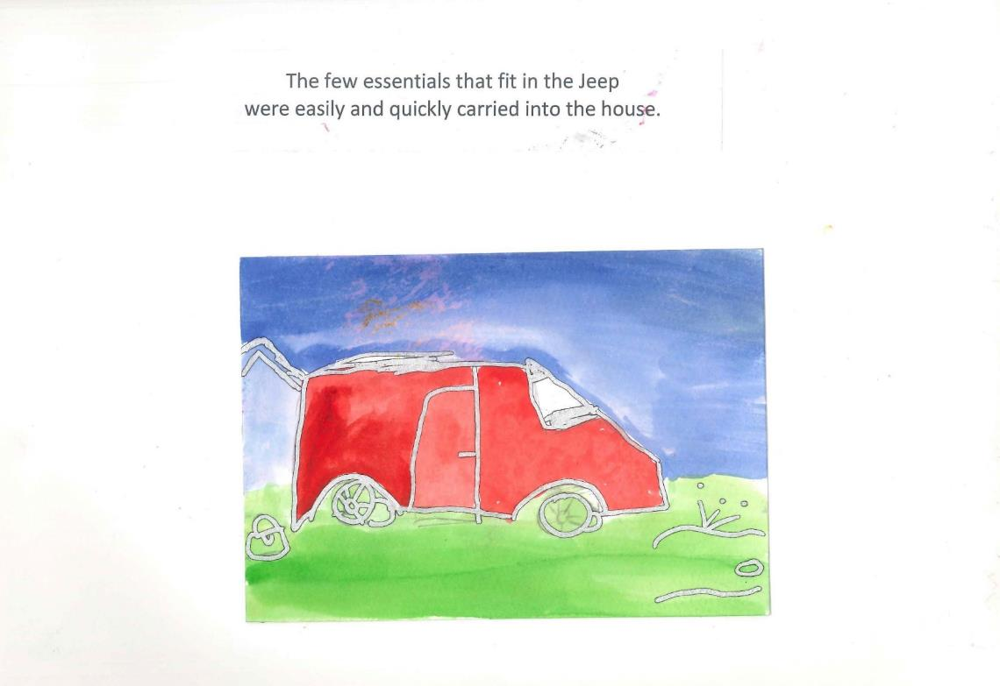 The few essentials that fit in the Jeep
were easily and quickly carried into the house.